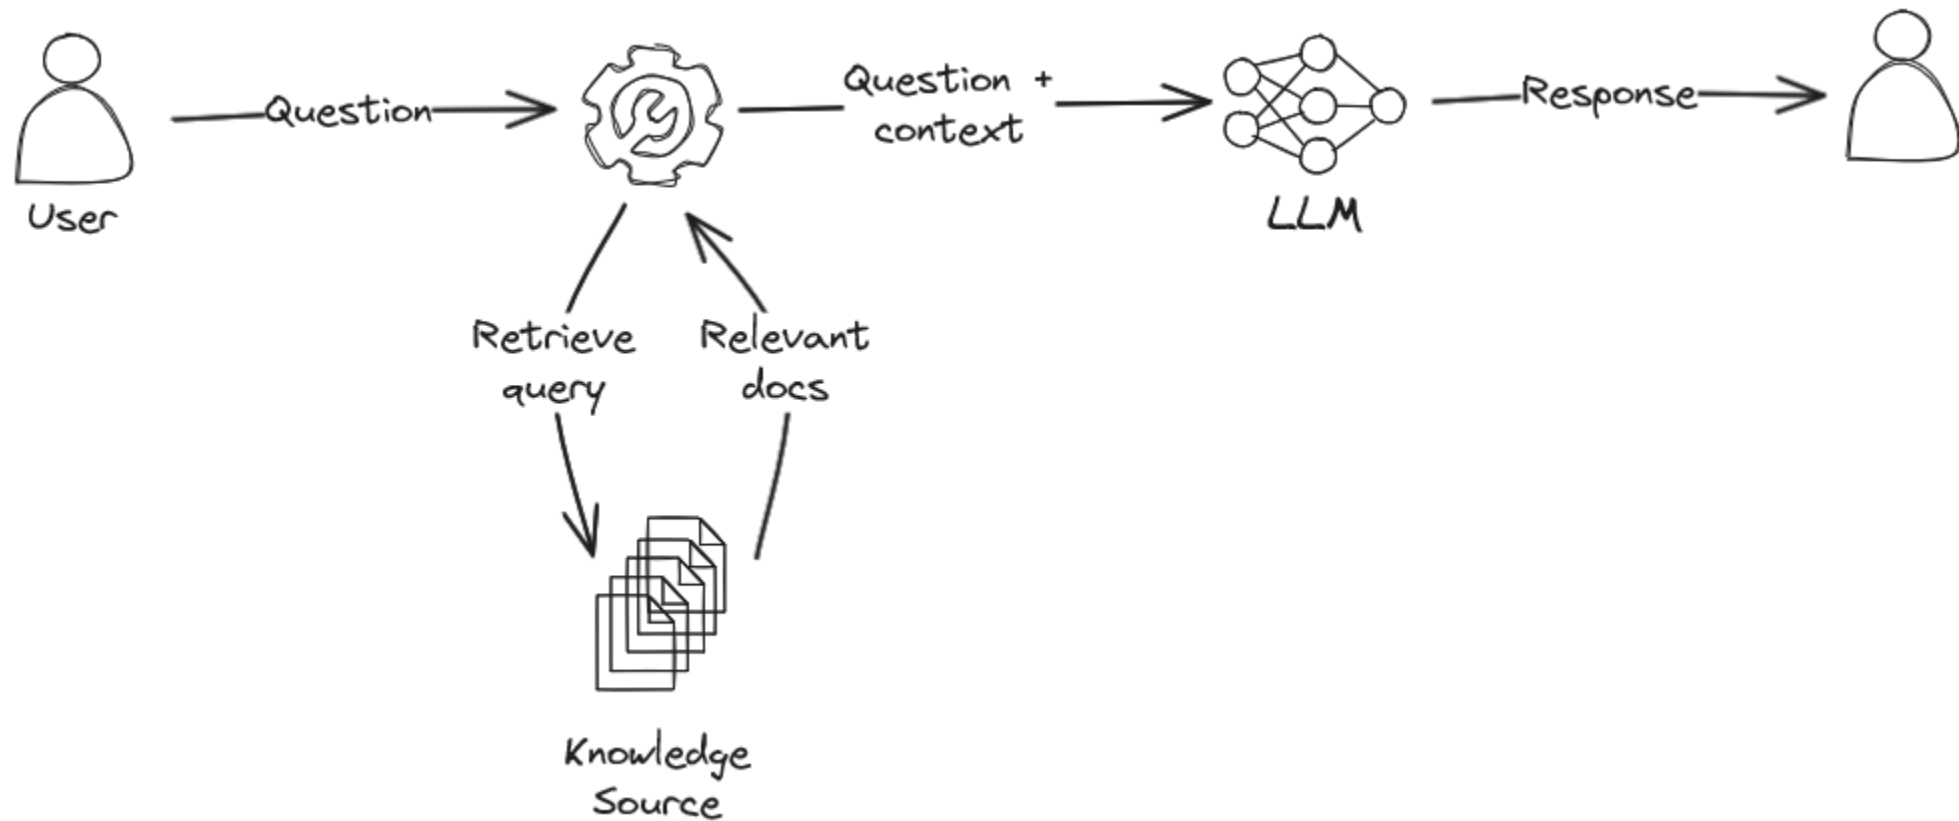 User
Question
Question +
context
LLM
Response
Retrieve
query
Relevant
docs
Knowledge
Source